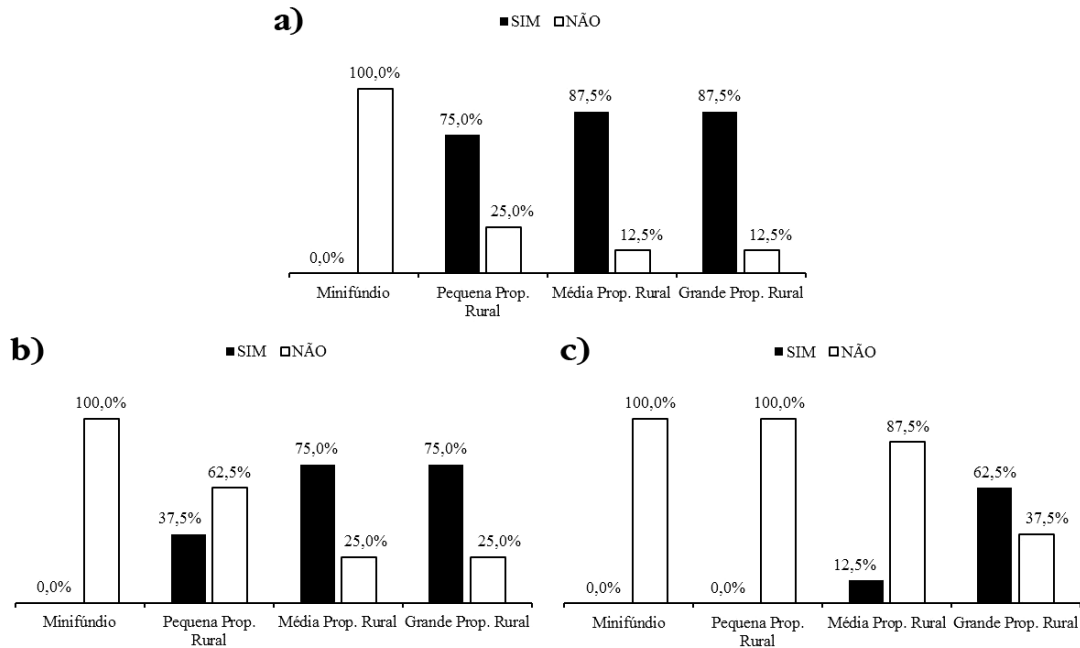 a)
SIM NÃO
100,0%
87,5%
87,5%
75,0%
25,0%
12,5%
12,5%
0,0%
Minifúndio
Pequena Prop. Rural
Média Prop. Rural
Grande Prop. Rural
b)
SIM NÃO
100,0%
75,0%
75,0%
62,5%
37,5%
25,0%
25,0%
0,0%
Minifúndio
Pequena Prop. Rural
Média Prop. Rural
Grande Prop. Rural
c)
SIM NÃO
100,0%
100,0%
87,5%
62,5%
37,5%
12,5%
0,0%
0,0%
Minifúndio
Pequena Prop. Rural
Média Prop. Rural
Grande Prop. Rural